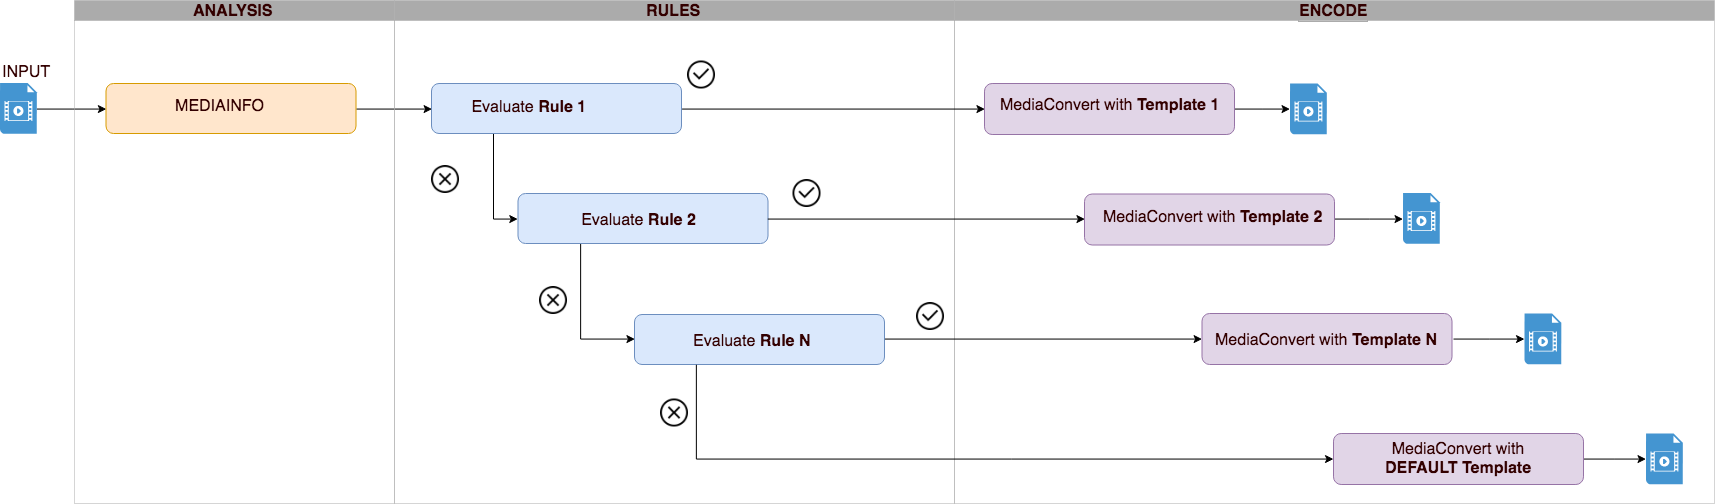 ANALYSIS
RULES
ENCODE
INPUT
MEDIAINFO
Evaluate Rule 1
MediaConvert with Template 1
Evaluate Rule 2
MediaConvert with Template 2
Evaluate Rule N
MediaConvert with Template N
MediaConvert with
DEFAULT Template